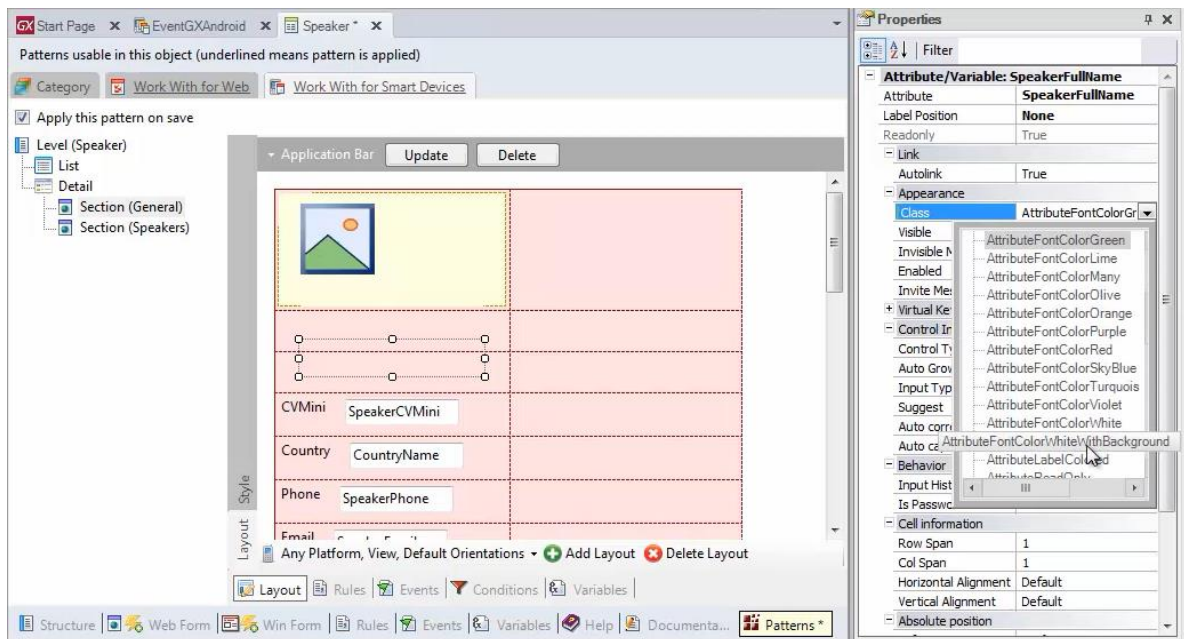 GX Start Page X EventGXAndroid X Speaker * X
Patterns usable in this object (underlined means pattern is applied)
Category Work With for Web Work With for Smart Devices
Apply this pattern on save
Level (Speaker)
List
Detail
Section (General)
Section (Speakers)
Application Bar Update Delete
CVMini SpeakerCVMini
Country CountryName
Phone SpeakerPhone
Email
Style
Layout
Any Platform, View, Default Orientations Add Layout Delete Layout
Layout Rules Events Conditions Variables
Structure Web Form Win Form Rules Events Variables Help Documenta... Patterns *
Properties
Filter
Attribute/Variable: SpeakerFullName
Attribute SpeakerFullName
Label Position None
Readonly True
Link
Autolink True
Appearance
Class AttributeFontColorGr
Visible
Invisible M
Enabled
Invite Mes
Virtual Ke
Control In
Control Ty
Auto Grow
Input Typ
Suggest
Auto corre
Auto ca
Behavior
Input Hist
Is Passwo
AttributeFontColorGreen
AttributeFontColorLime
AttributeFontColorMany
AttributeFontColorOlive
AttributeFontColorOrange
AttributeFontColorPurple
AttributeFontColorRed
AttributeFontColorSkyBlue
AttributeFontColorTurquois
AttributeFontColorViolet
AttributeFontColorWhite
AttributeFontColorWhiteWithBackground
AttributeLabelColored
AttributeReadOnly
Cell information
Row Span 1
Col Span 1
Horizontal Alignment Default
Vertical Alignment Default
Absolute position